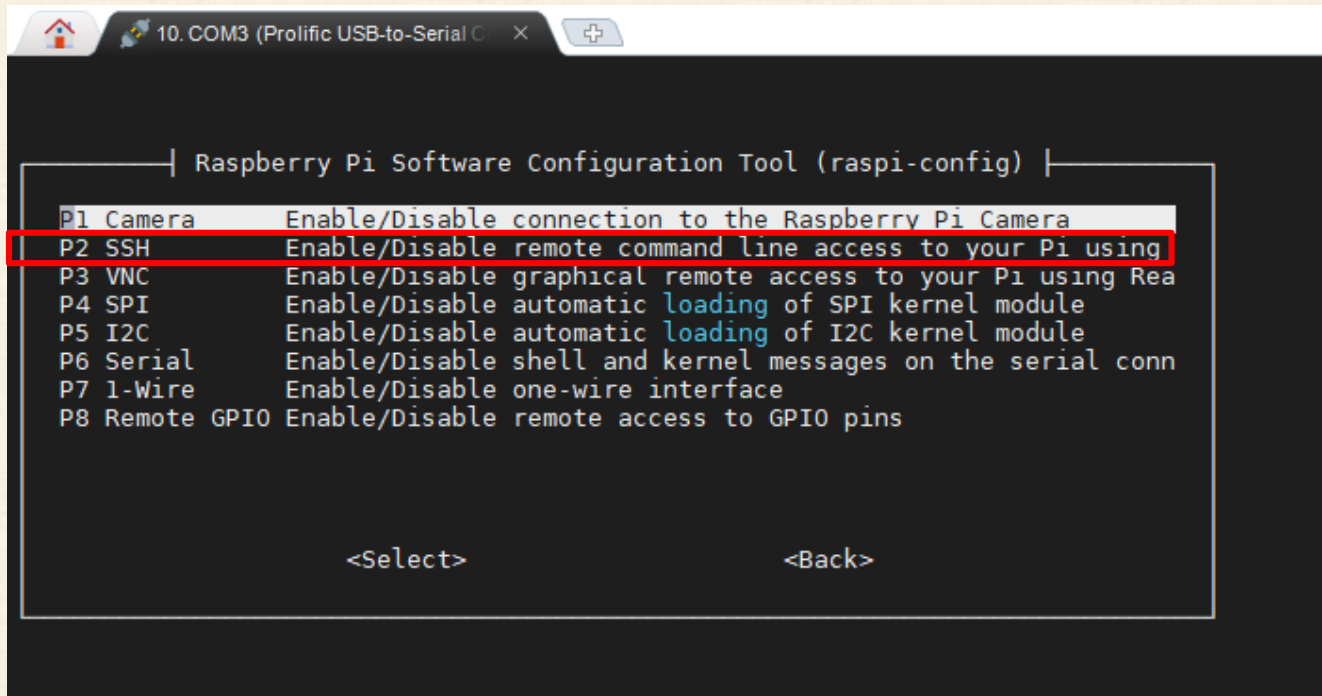 10. COM3 (Prolific USB-to-Serial C
Raspberry Pi Software Configuration Tool (raspi-config)
P1 Camera Enable/Disable connection to the Raspberry Pi Camera
P2 SSH Enable/Disable remote command line access to your Pi using
P3 VNC Enable/Disable graphical remote access to your Pi using Rea
P4 SPI Enable/Disable automatic loading of SPI kernel module
P5 I2C Enable/Disable automatic loading of I2C kernel module
P6 Serial Enable/Disable shell and kernel messages on the serial conn
P7 1-Wire Enable/Disable one-wire interface
P8 Remote GPIO Enable/Disable remote access to GPIO pins
<Select> <Back>